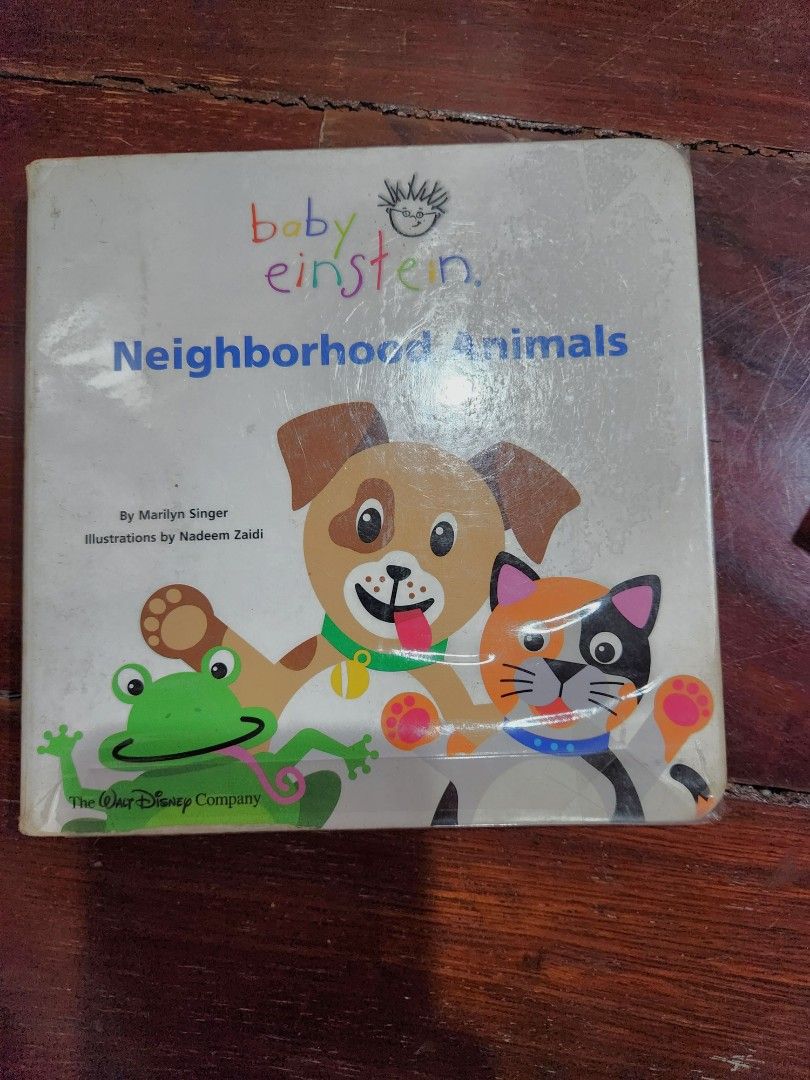 baby
einstein.
Neighborhood Animals
By Marilyn Singer
Illustrations by Nadeem Zaidi
The WALT DISNEY Company